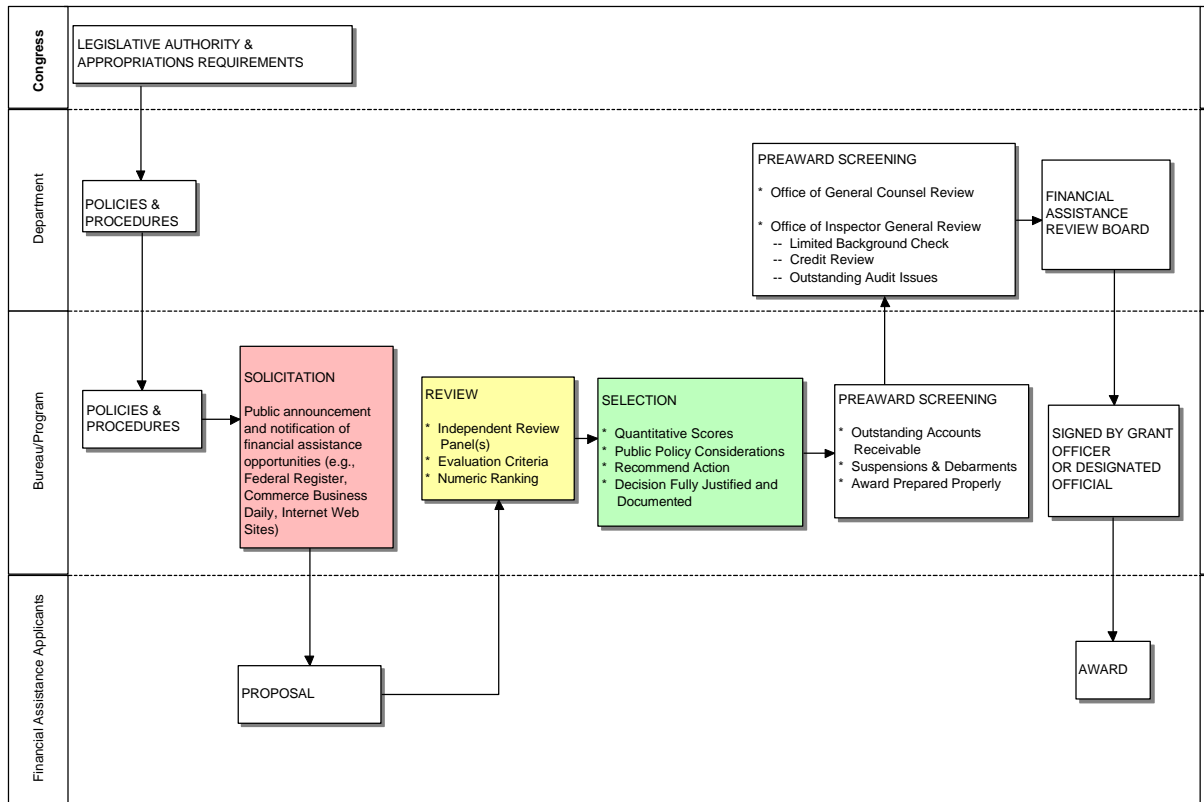 Congress
LEGISLATIVE AUTHORITY &
APPROPRIATIONS REQUIREMENTS
Department
POLICIES &
PROCEDURES
PREAWARD SCREENING
* Office of General Counsel Review
* Office of Inspector General Review
-- Limited Background Check
-- Credit Review
-- Outstanding Audit Issues
FINANCIAL
ASSISTANCE
REVIEW BOARD
Bureau/Program
POLICIES &
PROCEDURES
SOLICITATION
Public announcement
and notification of
financial assistance
opportunities (e.g.,
Federal Register,
Commerce Business
Daily, Internet Web
Sites)
REVIEW
* Independent Review
Panel(s)
* Evaluation Criteria
* Numeric Ranking
SELECTION
* Quantitative Scores
* Public Policy Considerations
* Recommend Action
* Decision Fully Justified and
Documented
PREAWARD SCREENING
* Outstanding Accounts
Receivable
* Suspensions & Debarments
* Award Prepared Properly
SIGNED BY GRANT
OFFICER
OR DESIGNATED
OFFICIAL
Financial Assistance Applicants
PROPOSAL
AWARD